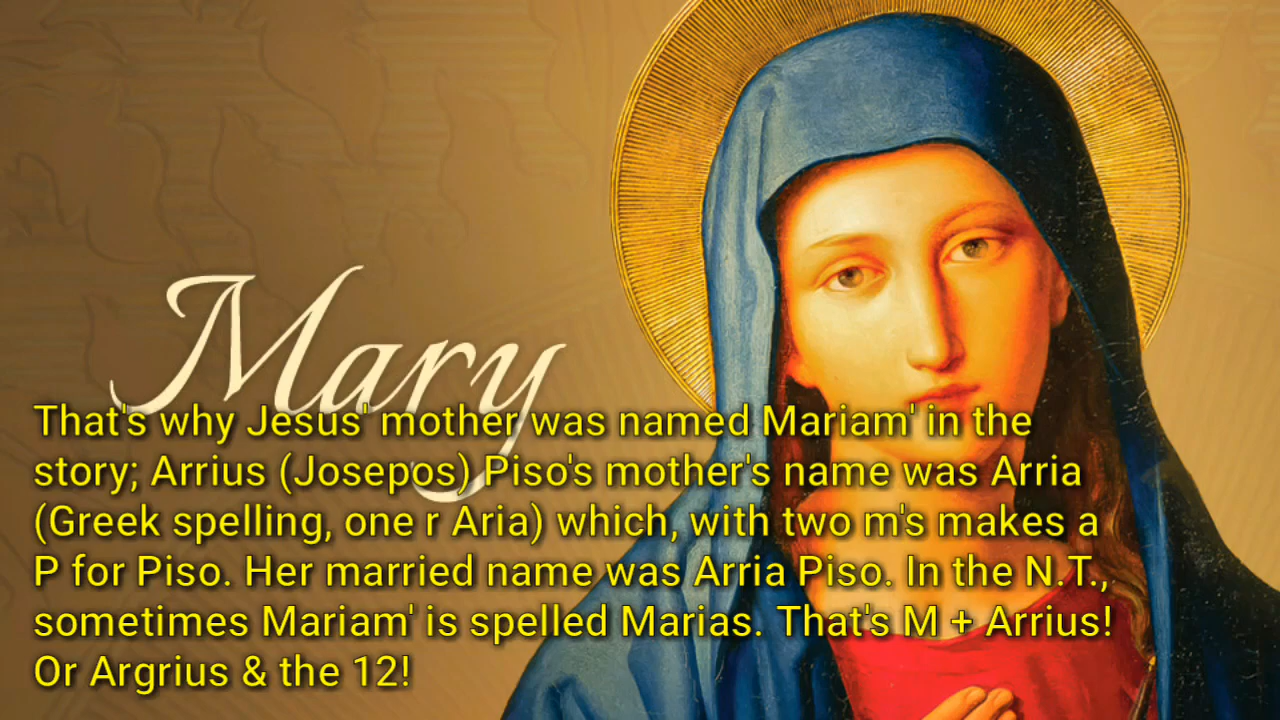 Mary
That's why Jesus' mother was named Mariam' in the
story; Arrius (Josepos) Piso's mother's name was Arria
(Greek spelling, one r Aria) which, with two m's makes a
P for Piso. Her married name was Arria Piso. In the N.T.,
sometimes Mariam' is spelled Marias. That's M + Arrius!
Or Argrius & the 12!